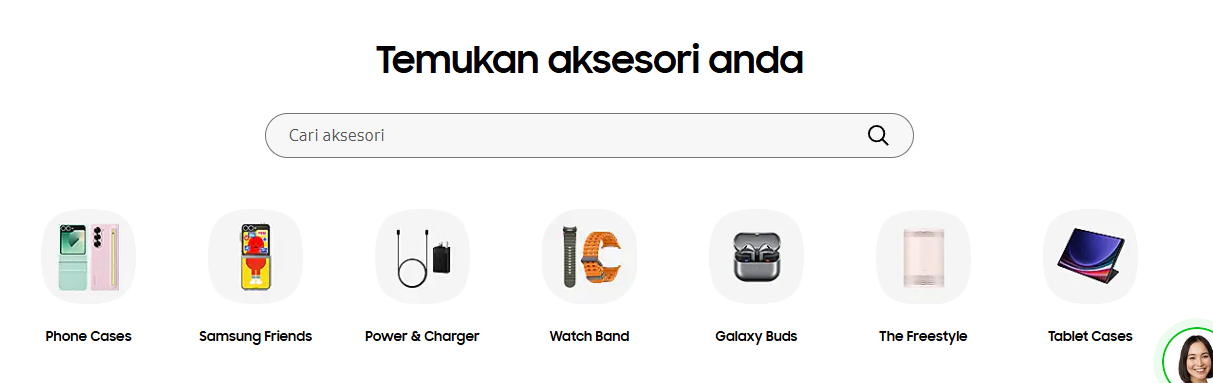 Temukan aksesori anda
Cari aksesori
Phone Cases
Samsung Friends
Power & Charger
Watch Band
Galaxy Buds
The Freestyle
Tablet Cases